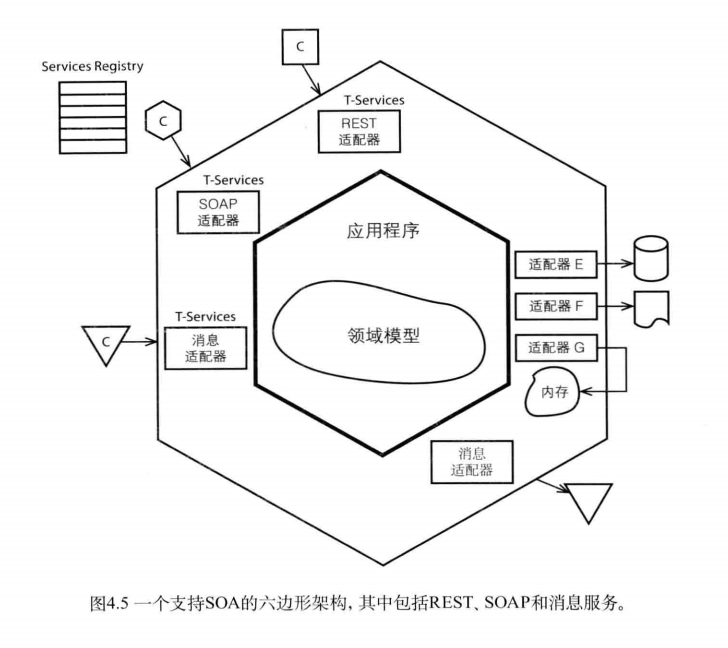 C
Services Registry
T-Services
REST
适配器
C
T-Services
SOAP
适配器
应用程序
适配器 E
适配器 F
T-Services
消息
适配器
C
领域模型
适配器 G
内存
消息
适配器
图4.5 一个支持SOA的六边形架构，其中包括REST、SOAP和消息服务。